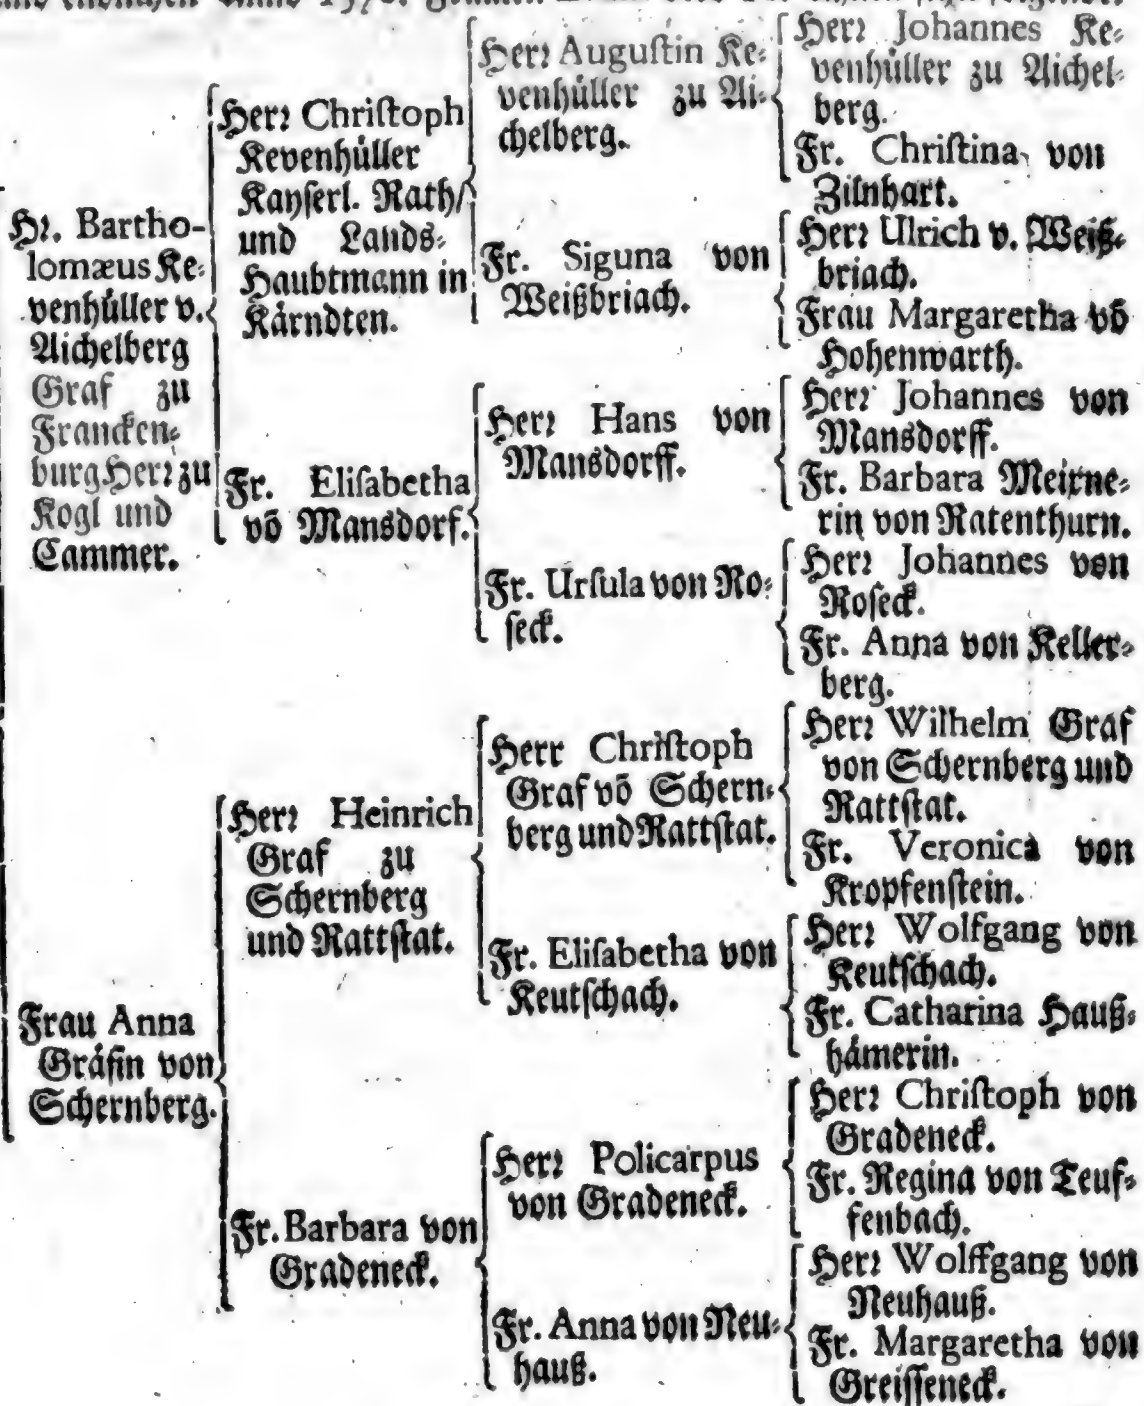 Herr Christoph
Kevenhüller
Kayserl. Rath/
und Lands-
Haubtmann in
Kärndten.
Herr Augustin Ke-
venhüller zu Ai-
chelberg.
Herr Johannes Ke-
venhüller zu Aichel-
berg.
Fr. Christina von
Zilnhart.
Hr. Bartho-
lomæus Ke-
venhüller v.
Aichelberg
Graf zu
Francken-
burg Herr zu
Kogl und
Cammer.
Fr. Siguna von
Weißbriach.
Herr Ulrich v. Weiß-
briach.
Frau Margaretha võ
Hohenwarth.
Fr. Elisabetha
võ Mansdorf.
Herr Hans von
Mansdorff.
Herr Johannes von
Mansdorff.
Fr. Barbara Meixne-
rin von Ratenthurn.
Fr. Ursula von Ro-
seck.
Herr Johannes von
Roseck.
Fr. Anna von Keller-
berg.
Herr Heinrich
Graf zu
Schernberg
und Rattstat.
Herr Christoph
Graf võ Schern-
berg und Rattstat.
Herr Wilhelm Graf
von Schernberg und
Rattstat.
Fr. Veronica von
Kropfenstein.
Fr. Elisabetha von
Keutschach.
Herr Wolfgang von
Keutschach.
Fr. Catharina Hauß-
hämerin.
Frau Anna
Gräfin von
Schernberg.
Fr. Barbara von
Gradeneck.
Herr Policarpus
von Gradeneck.
Herr Christoph von
Gradeneck.
Fr. Regina von Teuf-
fenbach.
Fr. Anna von Neu-
hauß.
Herr Wolffgang von
Neuhauß.
Fr. Margaretha von
Greisseneck.